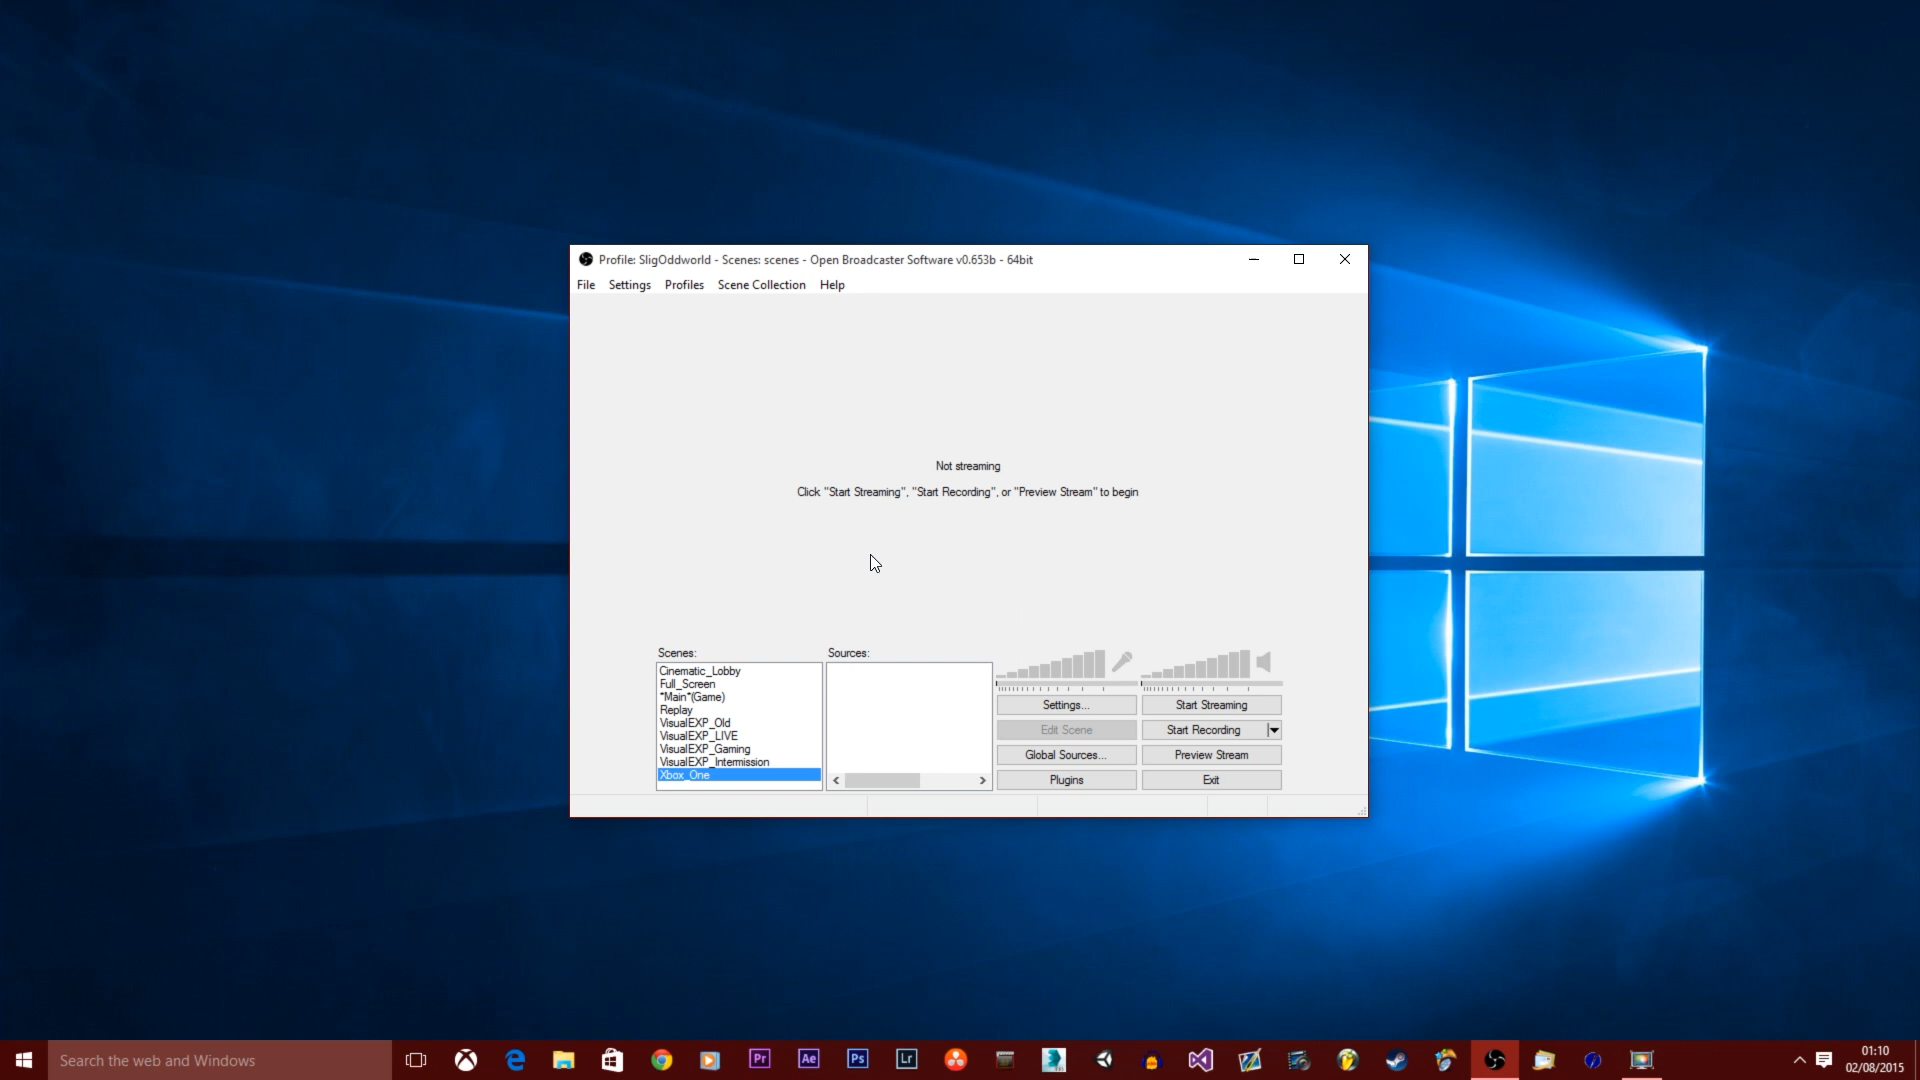 Profile: SligOddworld - Scenes: scenes - Open Broadcaster Software v0.653b - 64bit
File Settings Profiles Scene Collection Help
Not streaming
Click "Start Streaming", "Start Recording", or "Preview Stream" to begin
Scenes:
Cinematic_Lobby
Full_Screen
*Main*(Game)
Replay
VisualEXP_Old
VisualEXP_LIVE
VisualEXP_Gaming
VisualEXP_Intermission
Xbox_One
Sources:
Settings...
Start Streaming
Edit Scene
Start Recording
Global Sources...
Preview Stream
Plugins
Exit
Search the web and Windows
Pr
Ae
Ps
Lr
01:10
02/08/2015